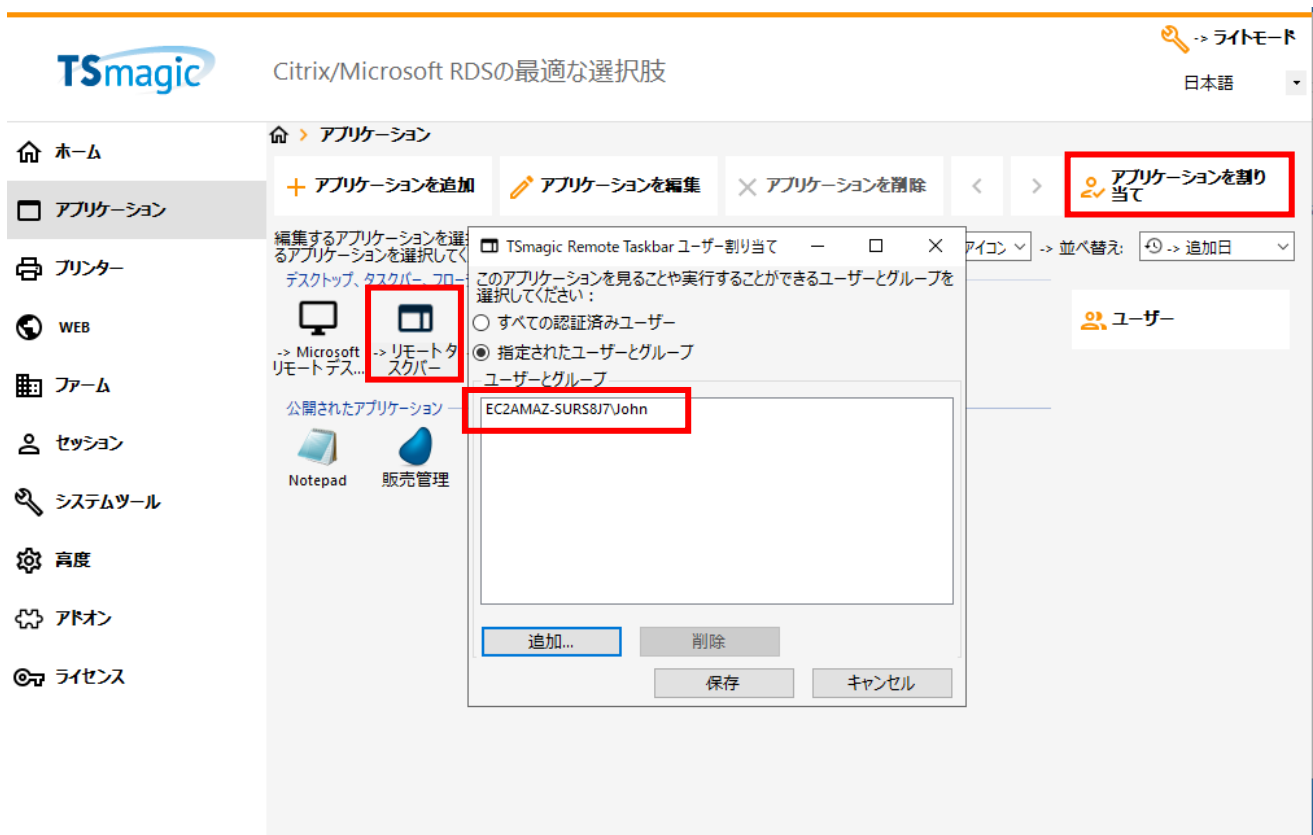 -> ライトモード
TSmagic
Citrix/Microsoft RDSの最適な選択肢
日本語
ホーム
アプリケーション
プリンター
WEB
ファーム
セッション
システムツール
高度
アドオン
ライセンス
アプリケーション
アプリケーションを追加
アプリケーションを編集
アプリケーションを削除
アプリケーションを割り
当て
編集するアプリケーションを選
るアプリケーションを選択してく
アイコン
-> 並べ替え:
-> 追加日
デスクトップ、タスクバー、フロー
-> Microsoft
リモートデス...
-> リモートタ
スクバー
公開されたアプリケーション
Notepad
販売管理
ユーザー
TSmagic Remote Taskbar ユーザー割り当て
このアプリケーションを見ることや実行することができるユーザーとグループを
選択してください：
すべての認証済みユーザー
指定されたユーザーとグループ
ユーザーとグループ
EC2AMAZ-SURS8J7\John
追加...
削除
保存
キャンセル